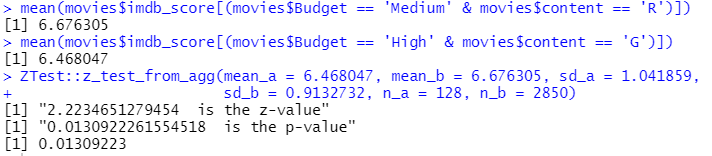 > mean(movies$imdb_score[(movies$Budget == 'Medium' & movies$content == 'R')])
[1] 6.676305
> mean(movies$imdb_score[(movies$Budget == 'High' & movies$content == 'G')])
[1] 6.468047
> ZTest::z_test_from_agg(mean_a = 6.468047, mean_b = 6.676305, sd_a = 1.041859,
+ sd_b = 0.9132732, n_a = 128, n_b = 2850)
[1] "2.2234651279454  is the z-value"
[1] "0.0130922261554518  is the p-value"
[1] 0.01309223